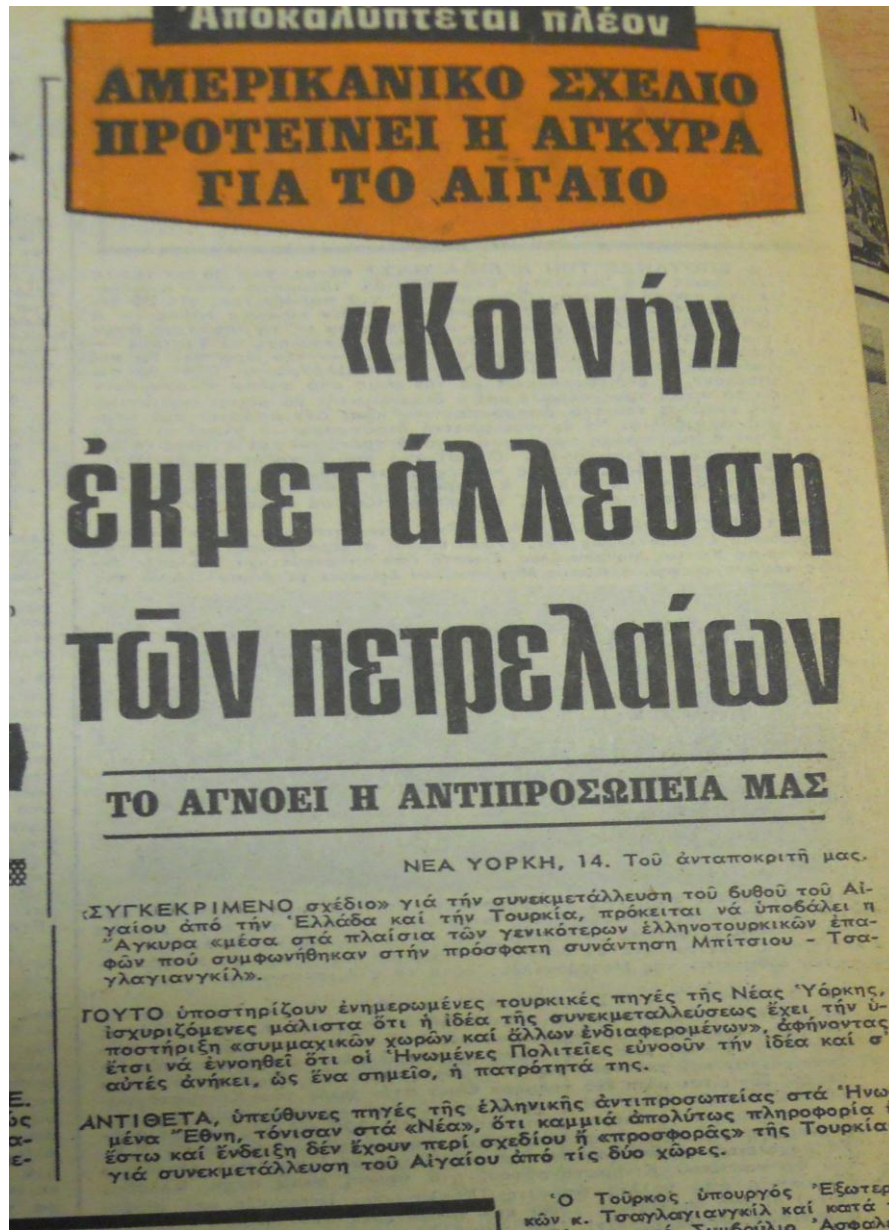 Ἀποκαλύπτεται πλέον
ΑΜΕΡΙΚΑΝΙΚΟ ΣΧΕΔΙΟ
ΠΡΟΤΕΙΝΕΙ Η ΑΓΚΥΡΑ
ΓΙΑ ΤΟ ΑΙΓΑΙΟ
«Κοινή»
ἐκμετάλλευση
τῶν πετρελαίων
ΤΟ ΑΓΝΟΕΙ Η ΑΝΤΙΠΡΟΣΩΠΕΙΑ ΜΑΣ
ΝΕΑ ΥΟΡΚΗ, 14. Τοῦ ἀνταποκριτῆ μας.
«ΣΥΓΚΕΚΡΙΜΕΝΟ σχέδιο» γιά τήν συνεκμετάλλευση τοῦ βυθοῦ τοῦ Αἰ-
γαίου ἀπό τήν Ἑλλάδα καί τήν Τουρκία, πρόκειται νά ὑποβάλει η
Ἄγκυρα «μέσα στά πλαίσια τῶν γενικότερων ἑλληνοτουρκικῶν ἐπα-
φῶν πού συμφωνήθηκαν στήν πρόσφατη συνάντηση Μπίτσιου - Τσα-
γλαγιανγκίλ».
ΤΟΥΤΟ ὑποστηρίζουν ἐνημερωμένες τουρκικές πηγές τῆς Νέας Ὑόρκης,
ἰσχυριζόμενες μάλιστα ὅτι ἡ ἰδέα τῆς συνεκμεταλλεύσεως ἔχει τήν ὑ-
ποστήριξη «συμμαχικῶν χωρῶν καί ἄλλων ἐνδιαφερομένων», ἀφήνοντας
ἔτσι νά ἐννοηθεῖ ὅτι οἱ Ἡνωμένες Πολιτεῖες εὐνοοῦν τήν ἰδέα καί σ'
αὐτές ἀνήκει, ὡς ἕνα σημεῖο, ἡ πατρότητά της.
ΑΝΤΙΘΕΤΑ, ὑπεύθυνες πηγές τῆς ἑλληνικῆς ἀντιπροσωπείας στά Ἡνω-
μένα Ἔθνη, τόνισαν στά «Νέα», ὅτι καμμιά ἀπολύτως πληροφορία
ἔστω καί ἔνδειξη δέν ἔχουν περί σχεδίου ἤ «προσφορᾶς» τῆς Τουρκία
γιά συνεκμετάλλευση τοῦ Αἰγαίου ἀπό τίς δύο χῶρες.
Ὁ Τοῦρκος ὑπουργός Ἐξωτερ
κῶν κ. Τσαγλαγιανγκίλ καί κατά
Συμβούλιο Ἀσφαλ